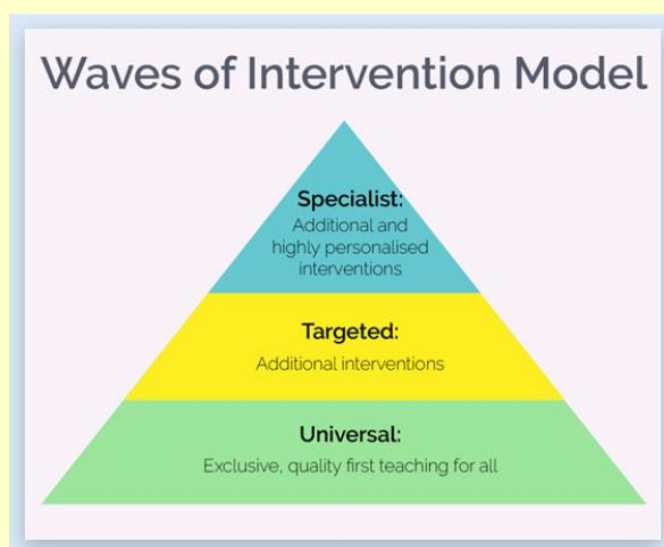 Waves of Intervention Model
Specialist:
Additional and
highly personalised
interventions
Targeted:
Additional interventions
Universal:
Exclusive, quality first teaching for all